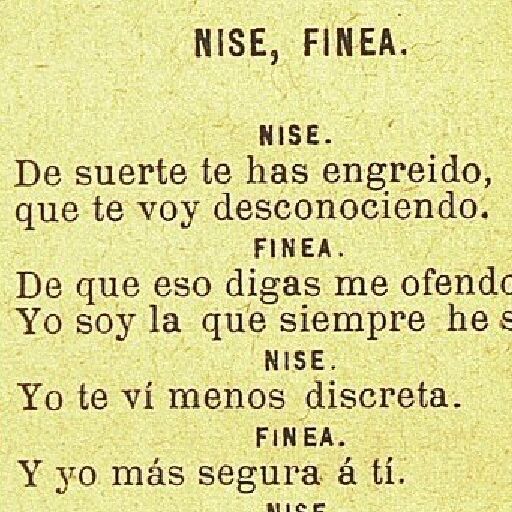 NISE, FINEA.
NISE.
De suerte te has engreido,
que te voy desconociendo.
FINEA.
De que eso digas me ofendo
Yo soy la que siempre he
NISE.
Yo te ví menos discreta.
FINEA.
Y yo más segura á tí.
NISE